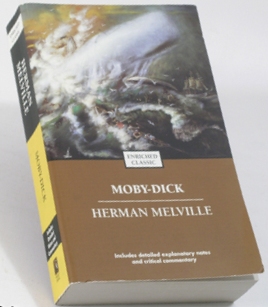 ENRICHED
CLASSIC
MOBY-DICK
HERMAN MELVILLE
Includes detailed explanatory notes
and critical commentary
HERMAN
MELVILLE
MOBY-DICK